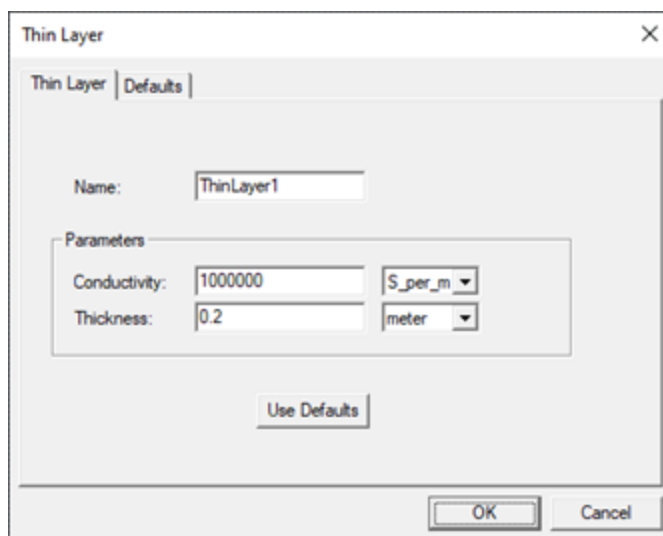 Thin Layer
Thin Layer Defaults
Name: ThinLayer1
Parameters
Conductivity: 1000000 S_per_m
Thickness: 0.2 meter
Use Defaults
OK Cancel